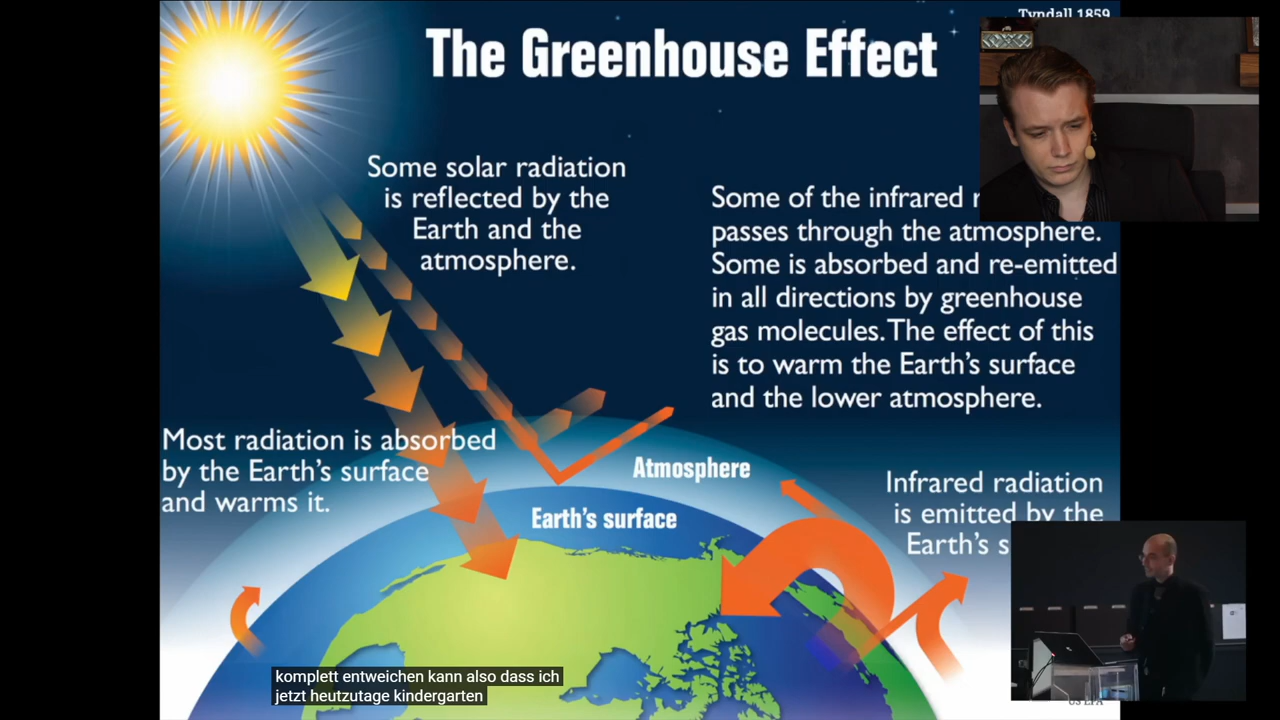 Tyndall 1859
The Greenhouse Effect
Some solar radiation
is reflected by the
Earth and the
atmosphere.
Some of the infrared
passes through the atmosphere.
Some is absorbed and re-emitted
in all directions by greenhouse
gas molecules. The effect of this
is to warm the Earth's surface
and the lower atmosphere.
Most radiation is absorbed
by the Earth's surface
and warms it.
Atmosphere
Earth's surface
Infrared radiation
is emitted by the
Earth's s
komplett entweichen kann also dass ich
jetzt heutzutage kindergarten
US EPA